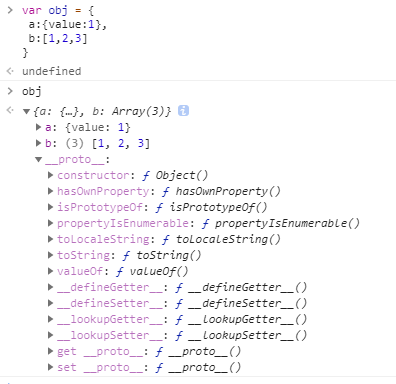 > var obj = {
a:{value:1},
b:[1,2,3]
}
undefined
> obj
▼{a: {…}, b: Array(3)} i
▶a: {value: 1}
▶b: (3) [1, 2, 3]
▼__proto__:
▶constructor: ƒ Object()
▶hasOwnProperty: ƒ hasOwnProperty()
▶isPrototypeOf: ƒ isPrototypeOf()
▶propertyIsEnumerable: ƒ propertyIsEnumerable()
▶toLocaleString: ƒ toLocaleString()
▶toString: ƒ toString()
▶valueOf: ƒ valueOf()
▶__defineGetter__: ƒ __defineGetter__()
▶__defineSetter__: ƒ __defineSetter__()
▶__lookupGetter__: ƒ __lookupGetter__()
▶__lookupSetter__: ƒ __lookupSetter__()
▶get __proto__: ƒ __proto__()
▶set __proto__: ƒ __proto__()